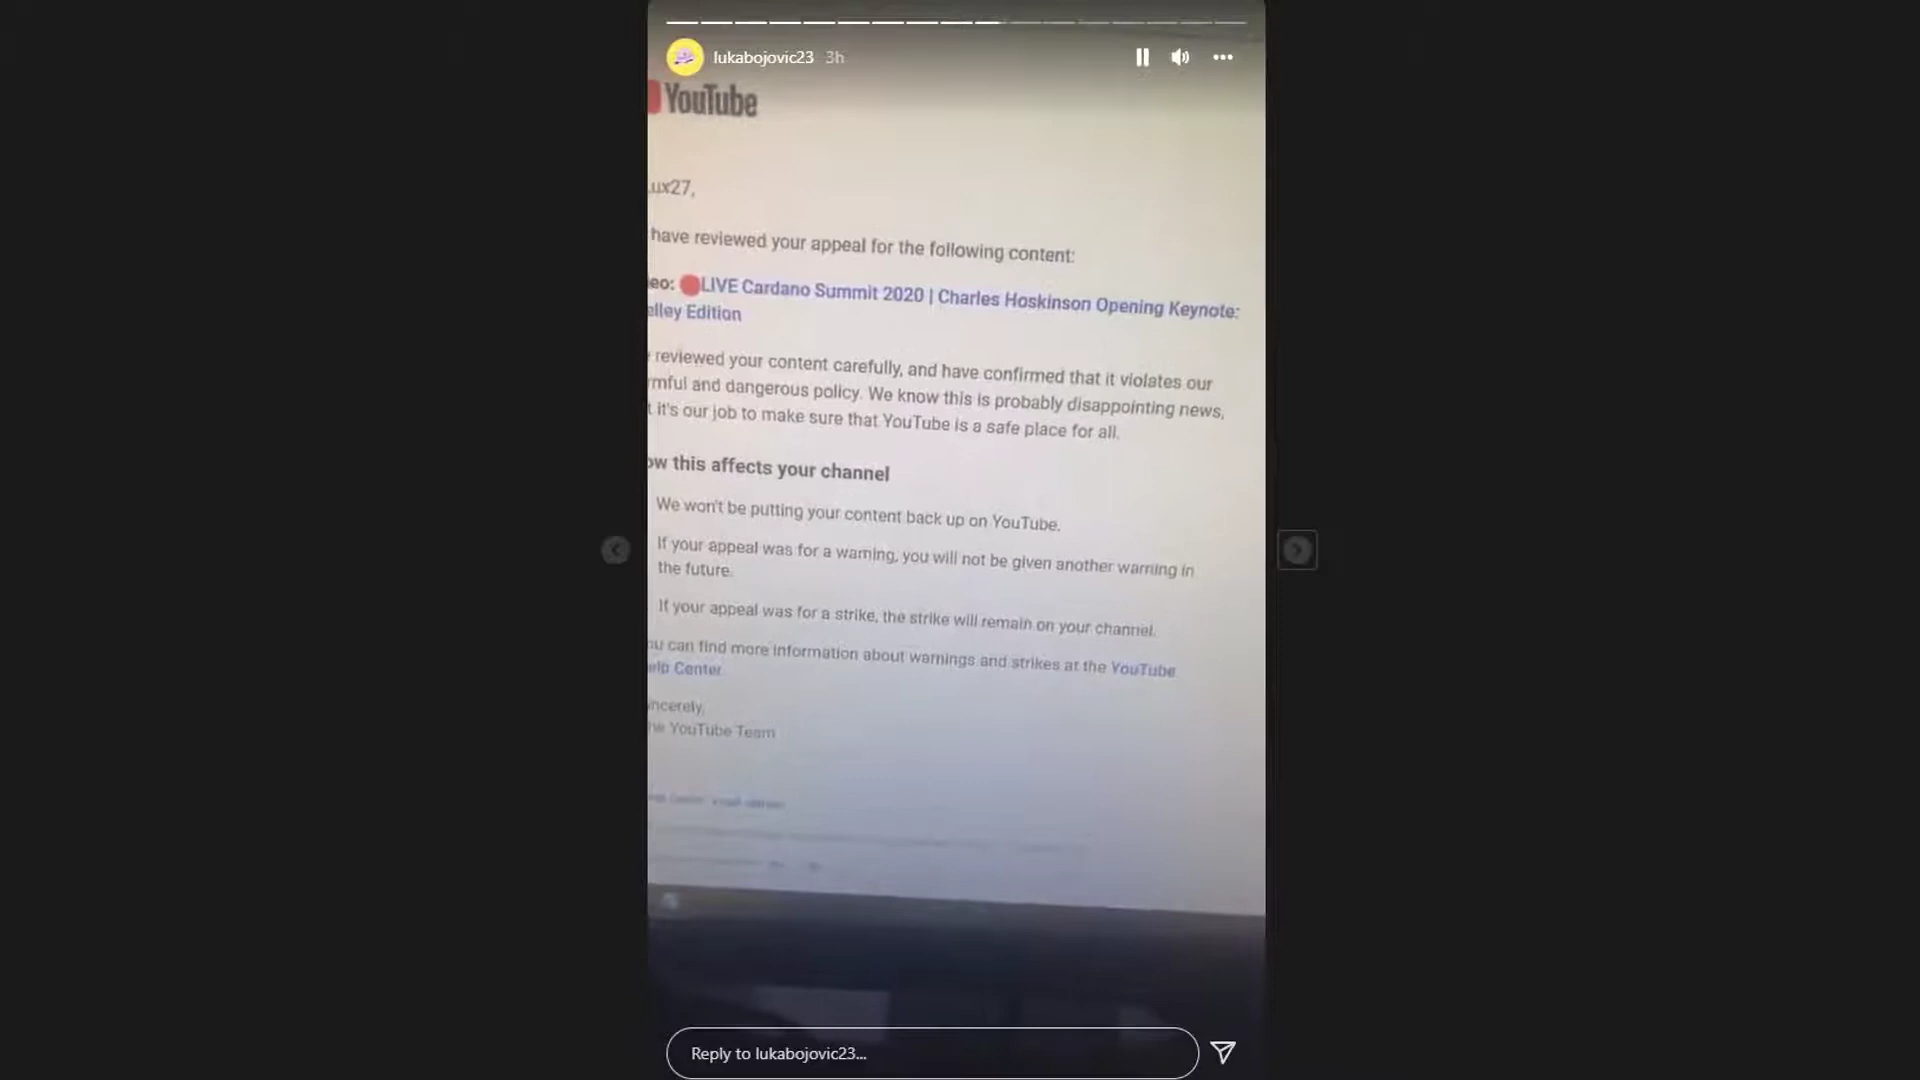 lukabojovic23 3h
YouTube
ux27,
have reviewed your appeal for the following content:
eo: 🔴LIVE Cardano Summit 2020 | Charles Hoskinson Opening Keynote:
elley Edition
reviewed your content carefully, and have confirmed that it violates our
rmful and dangerous policy. We know this is probably disappointing news,
t it's our job to make sure that YouTube is a safe place for all.
ow this affects your channel
We won't be putting your content back up on YouTube.
If your appeal was for a warning, you will not be given another warning in
the future.
If your appeal was for a strike, the strike will remain on your channel.
ou can find more information about warnings and strikes at the YouTube
elp Center.
incerely,
he YouTube Team
Reply to lukabojovic23...